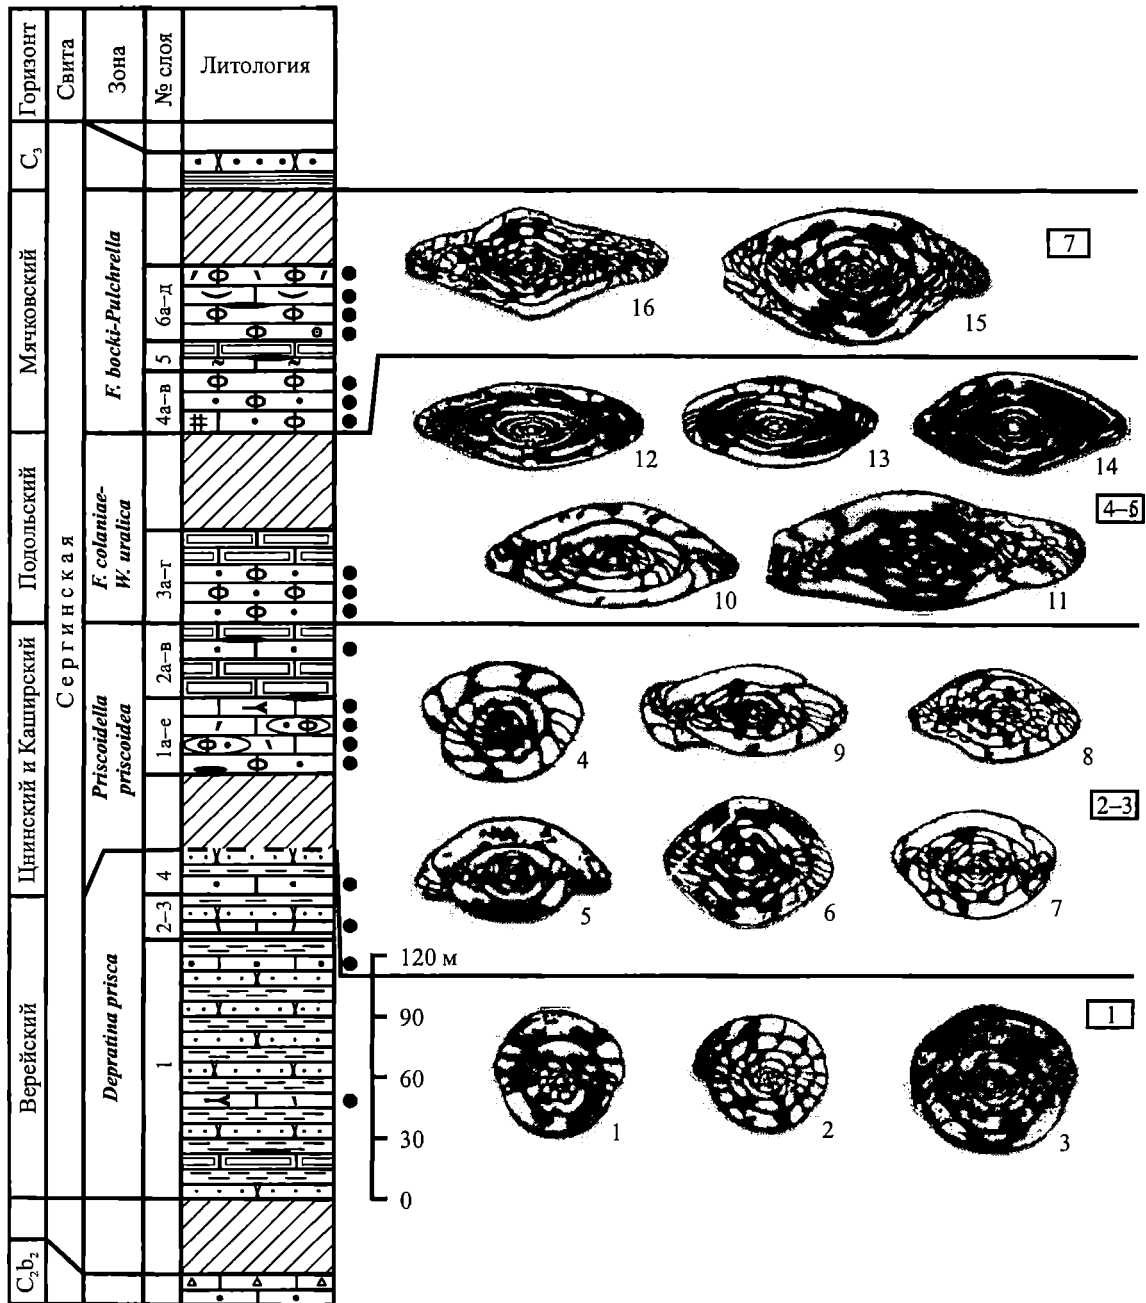 Горизонт
Свита
Зона
№ слоя
Литология
C₃
Мячковский
Подольский
Цнинский и Каширский
Верейский
C₂b₂
Сергинская
F. bocki-Pulchrella
F. colaniae-
W. uralica
Priscoidella
priscoidea
Depratina prisca
6а–д
5
4а–в
3а–г
2а–в
1а–е
4
2–3
1
120 м
90
60
30
0
7
16
15
12
13
14
4–6
10
11
4
9
8
2–3
5
6
7
1
1
2
3